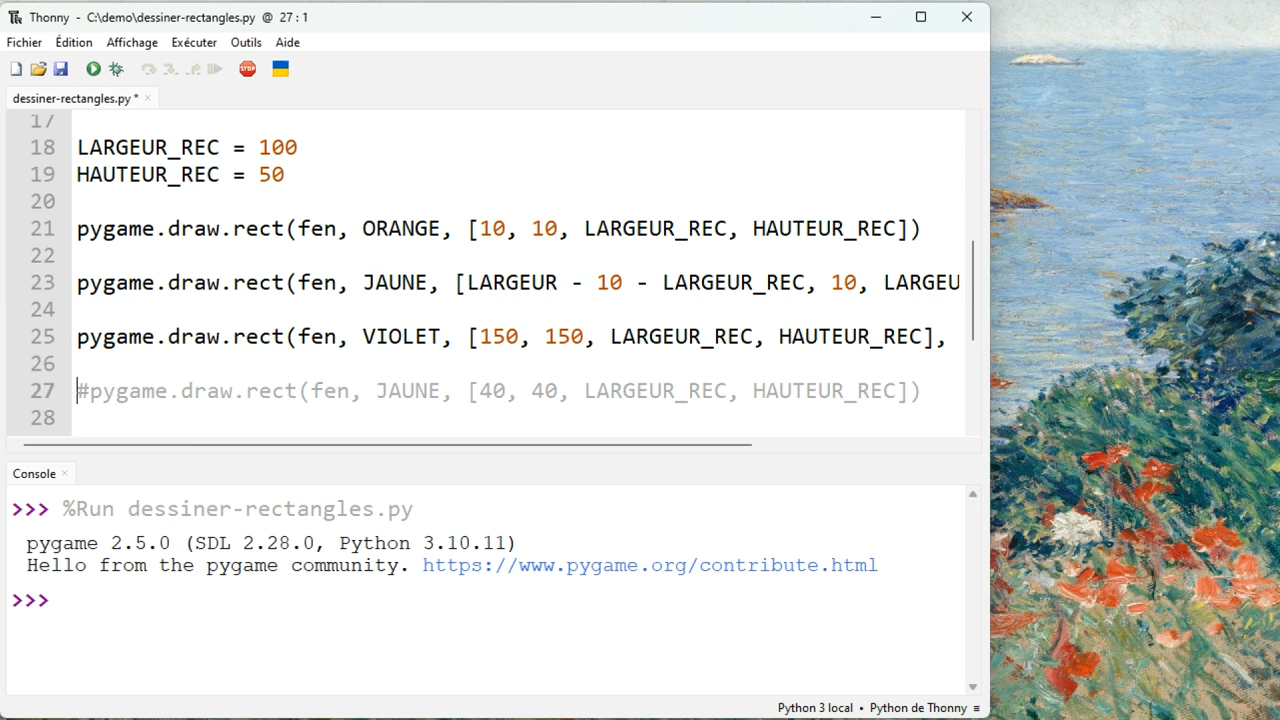 Thonny - C:\demo\dessiner-rectangles.py @ 27 : 1
Fichier Édition Affichage Exécuter Outils Aide
STOP
dessiner-rectangles.py *
17
18 LARGEUR_REC = 100
19 HAUTEUR_REC = 50
20
21 pygame.draw.rect(fen, ORANGE, [10, 10, LARGEUR_REC, HAUTEUR_REC])
22
23 pygame.draw.rect(fen, JAUNE, [LARGEUR - 10 - LARGEUR_REC, 10, LARGEU
24
25 pygame.draw.rect(fen, VIOLET, [150, 150, LARGEUR_REC, HAUTEUR_REC],
26
27 #pygame.draw.rect(fen, JAUNE, [40, 40, LARGEUR_REC, HAUTEUR_REC])
28
Console
>>> %Run dessiner-rectangles.py
pygame 2.5.0 (SDL 2.28.0, Python 3.10.11)
Hello from the pygame community. https://www.pygame.org/contribute.html
>>>
Python 3 local • Python de Thonny ≡